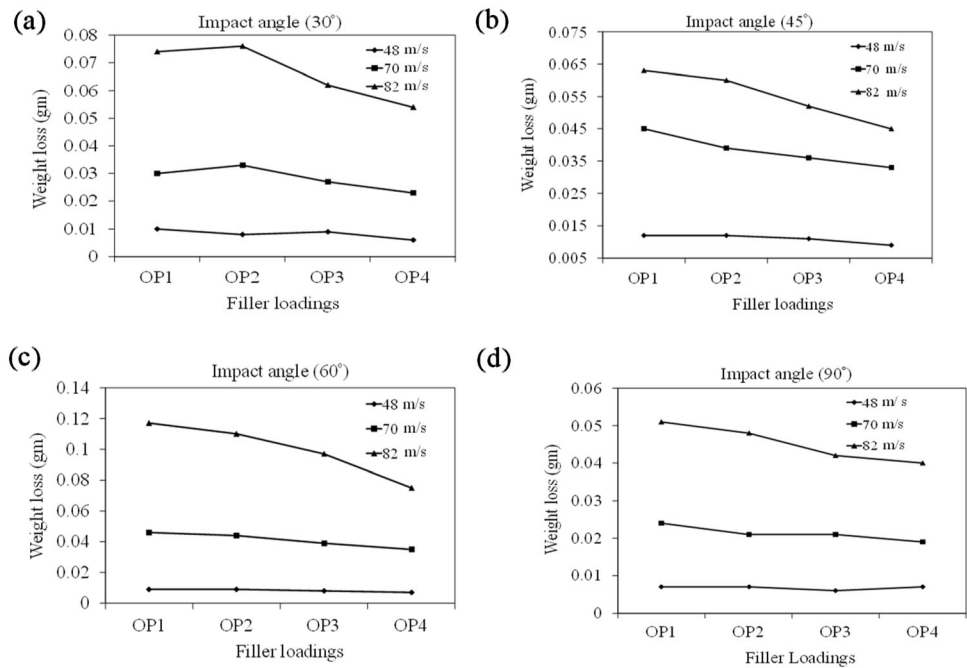 (a)
Impact angle (30°)
0.08
0.07
0.06
0.05
0.04
0.03
0.02
0.01
0
Weight loss (gm)
48 m/s
70 m/s
82 m/s
OP1 OP2 OP3 OP4
Filler loadings
(b)
Impact angle (45°)
0.075
0.065
0.055
0.045
0.035
0.025
0.015
0.005
Weight loss (gm)
48 m/s
70 m/s
82 m/s
OP1 OP2 OP3 OP4
Filler loadings
(c)
Impact angle (60°)
0.14
0.12
0.1
0.08
0.06
0.04
0.02
0
Weight loss (gm)
48 m/s
70 m/s
82 m/s
OP1 OP2 OP3 OP4
Filler loadings
(d)
Impact angle (90°)
0.06
0.05
0.04
0.03
0.02
0.01
0
Weight loss (gm)
48 m/ s
70 m/s
82 m/s
OP1 OP2 OP3 OP4
Filler Loadings